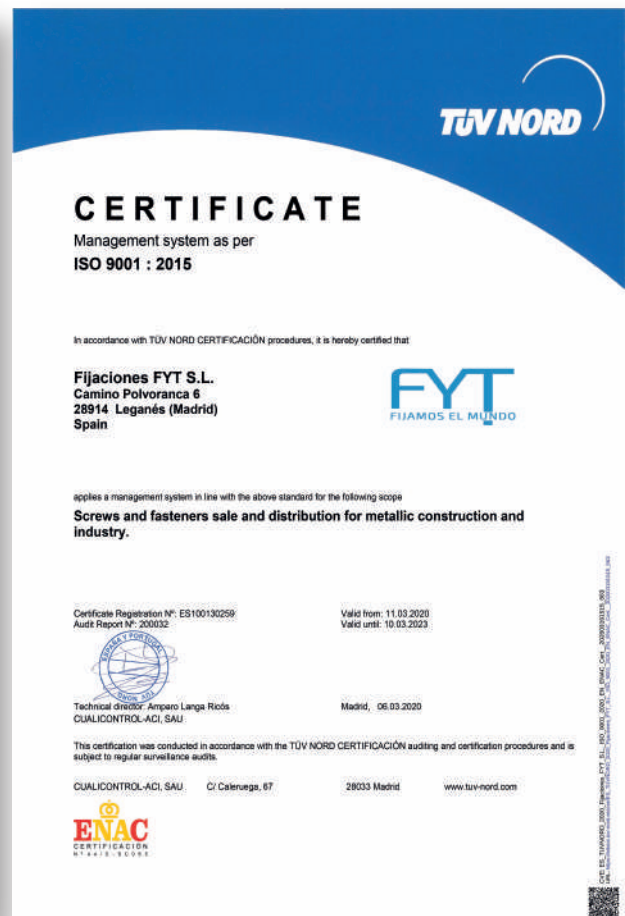 TÜV NORD
CERTIFICATE
Management system as per
ISO 9001 : 2015
In accordance with TÜV NORD CERTIFICACIÓN procedures, it is hereby certified that
Fijaciones FYT S.L.
Camino Polvoranca 6
28914 Leganés (Madrid)
Spain
FYT
FIJAMOS EL MUNDO
applies a management system in line with the above standard for the following scope
Screws and fasteners sale and distribution for metallic construction and
industry.
Certificate Registration Nº: ES100130259
Audit Report Nº: 200032
Valid from: 11.03.2020
Valid until: 10.03.2023
ESPAÑA Y PORTUGAL
TÜV NORD
Technical director: Amparo Langa Ricós
CUALICONTROL-ACI, SAU
Madrid, 06.03.2020
This certification was conducted in accordance with the TÜV NORD CERTIFICACIÓN auditing and certification procedures and is
subject to regular surveillance audits.
CUALICONTROL-ACI, SAU C/ Caleruega, 67 28033 Madrid www.tuv-nord.com
ENAC
CERTIFICACIÓN